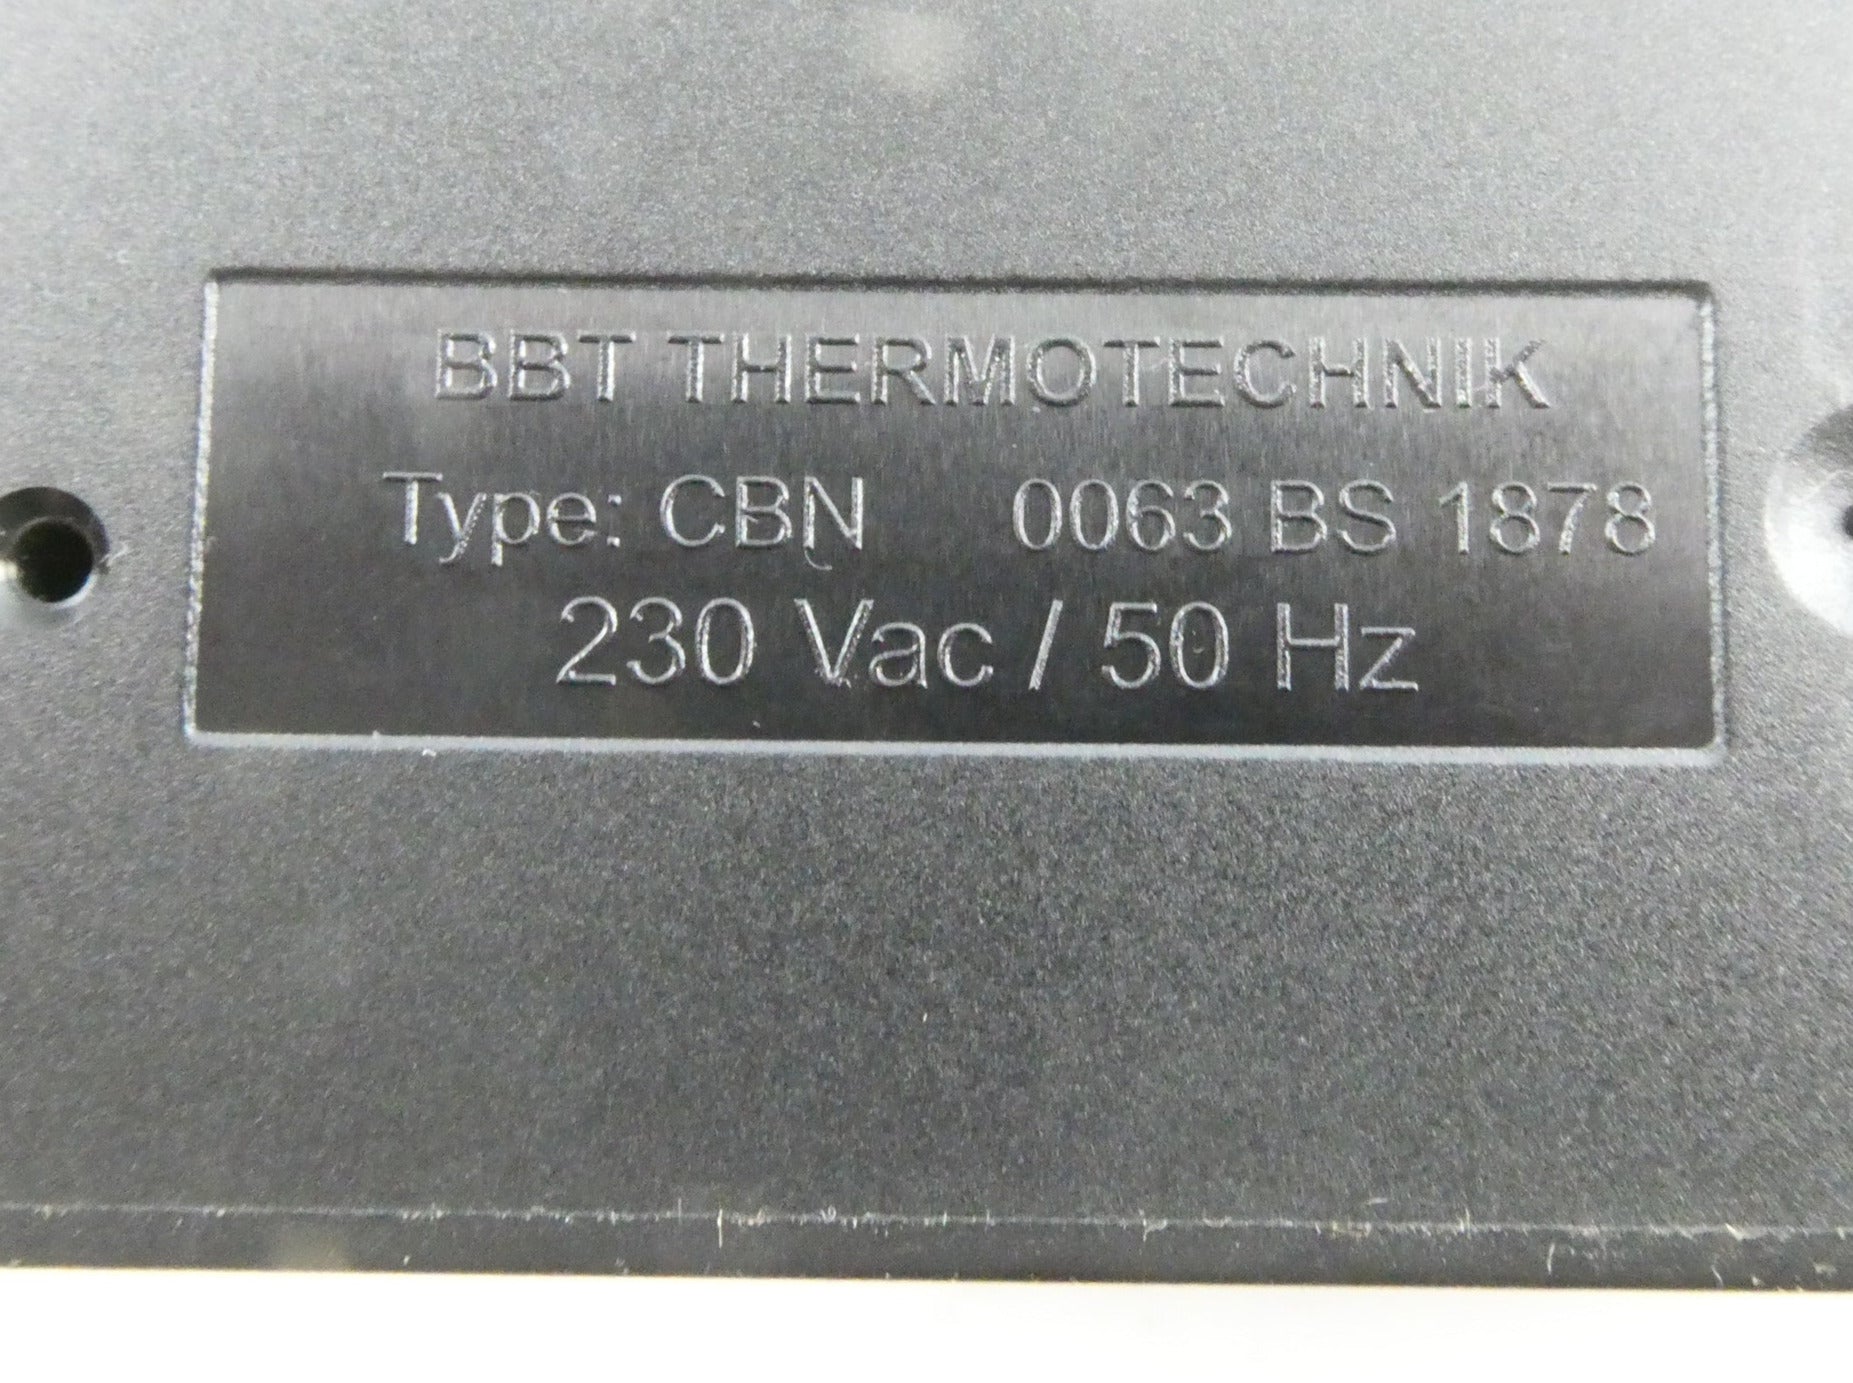 BBT THERMOTECHNIK
Type: CBN 0063 BS 1878
230 Vac / 50 Hz